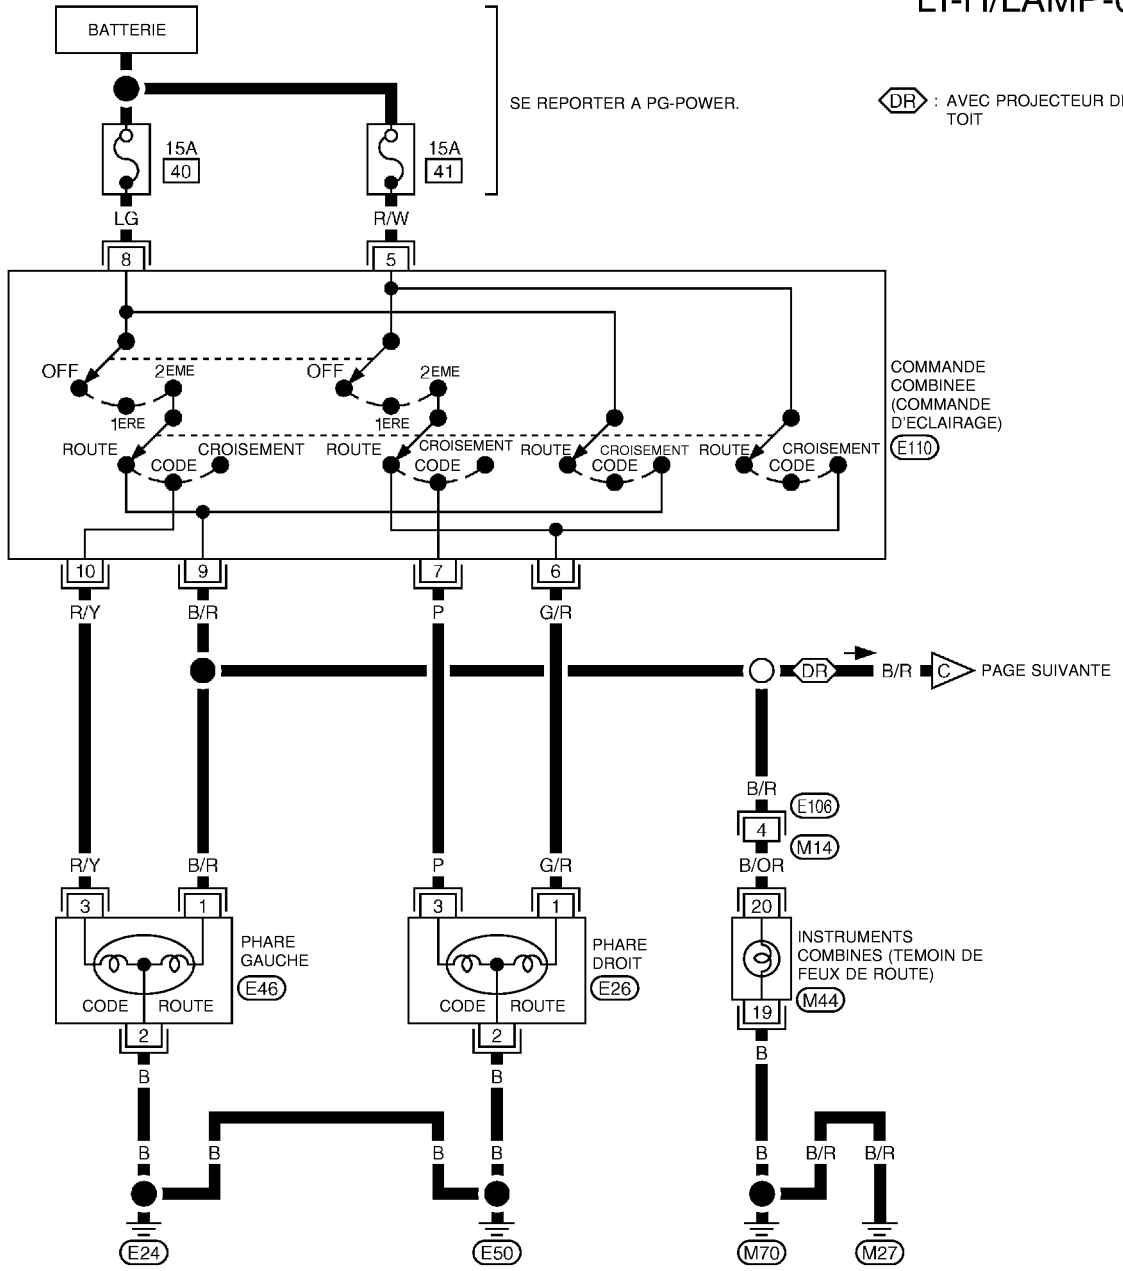 BATTERIE
SE REPORTER A PG-POWER.
DR : AVEC PROJECTEUR
TOIT
15A
40
15A
41
LG
R/W
8
5
OFF
2EME
1ERE
OFF
2EME
1ERE
COMMANDE
COMBINEE
(COMMANDE
D'ECLAIRAGE)
E110
ROUTE
CODE
CROISEMENT
ROUTE
CODE
CROISEMENT
ROUTE
CODE
CROISEMENT
ROUTE
CODE
CROISEMENT
10
9
7
6
R/Y
B/R
P
G/R
DR
B/R
C
PAGE SUIVANTE
B/R
E106
4
M14
R/Y
B/R
P
G/R
B/OR
3
1
3
1
20
PHARE
GAUCHE
E46
CODE
ROUTE
PHARE
DROIT
E26
CODE
ROUTE
INSTRUMENTS
COMBINES (TEMOIN DE
FEUX DE ROUTE)
M44
2
2
19
B
B
B
B
B
B
B
B
B/R
B/R
E24
E50
M70
M27